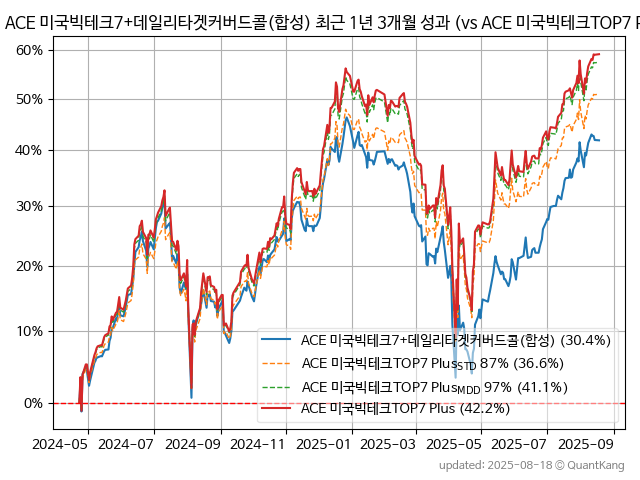 ACE 미국빅테크7+데일리타겟커버드콜(합성) 최근 1년 3개월 성과 (vs ACE 미국빅테크TOP7 P
60%
50%
40%
30%
20%
10%
0%
ACE 미국빅테크7+데일리타겟커버드콜(합성) (30.4%)
ACE 미국빅테크TOP7 PlusSTD 87% (36.6%)
ACE 미국빅테크TOP7 PlusMDD 97% (41.1%)
ACE 미국빅테크TOP7 Plus (42.2%)
2024-05 2024-07 2024-09 2024-11 2025-01 2025-03 2025-05 2025-07 2025-09
updated: 2025-08-18 © QuantKang